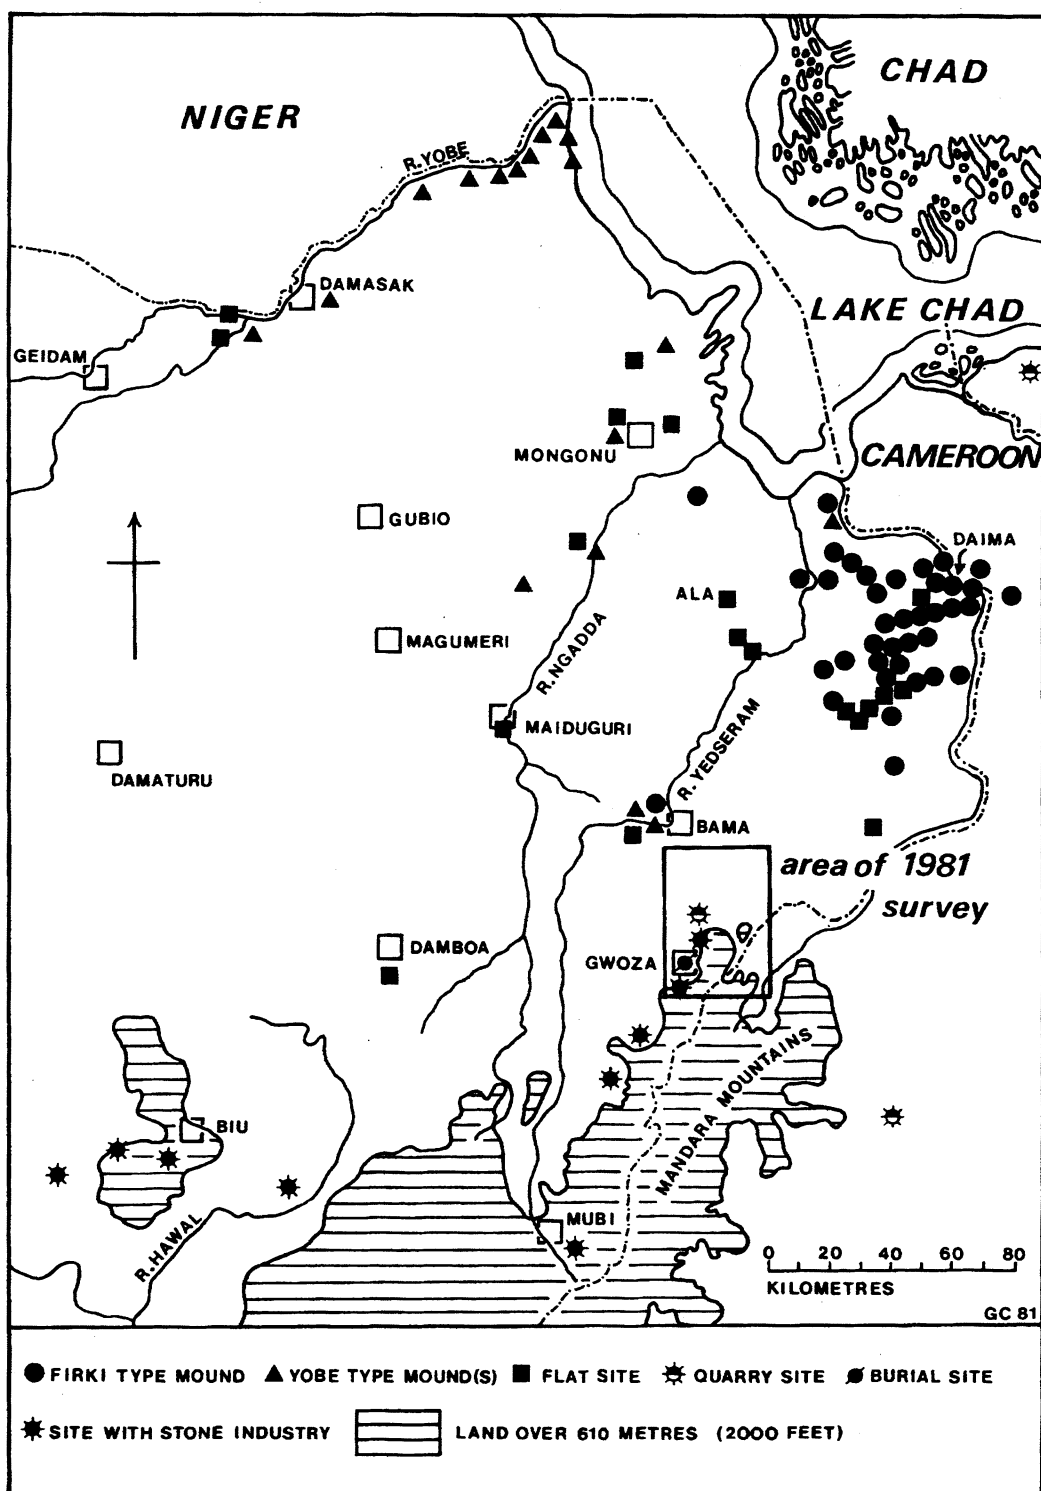 CHAD
NIGER
R.YOBE
DAMASAK
LAKE CHAD
GEIDAM
MONGONU
CAMEROON
GUBIO
DAIMA
ALA
MAGUMERI
R.NGADDA
MAIDUGURI
R.YEDSERAM
DAMATURU
BAMA
area of 1981
survey
DAMBOA
GWOZA
MANDARA MOUNTAINS
BIU
MUBI
R.HAWAL
0 20 40 60 80
KILOMETRES
GC 81
FIRKI TYPE MOUND YOBE TYPE MOUND(S) FLAT SITE QUARRY SITE BURIAL SITE
SITE WITH STONE INDUSTRY LAND OVER 610 METRES (2000 FEET)